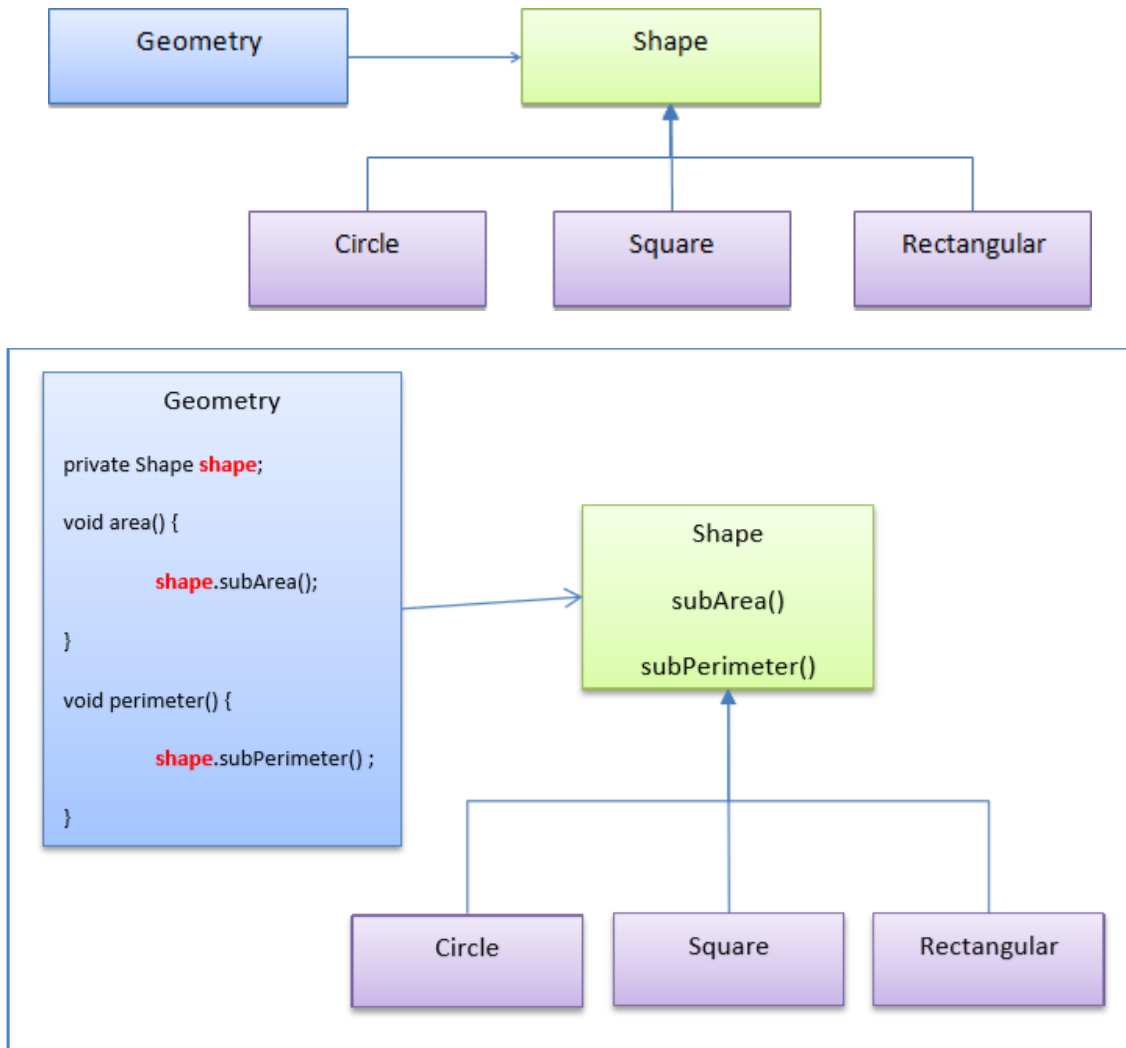 Geometry
Shape
Circle
Square
Rectangular
Geometry
private Shape shape;
void area() {
shape.subArea();
}
void perimeter() {
shape.subPerimeter() ;
}
Shape
subArea()
subPerimeter()
Circle
Square
Rectangular